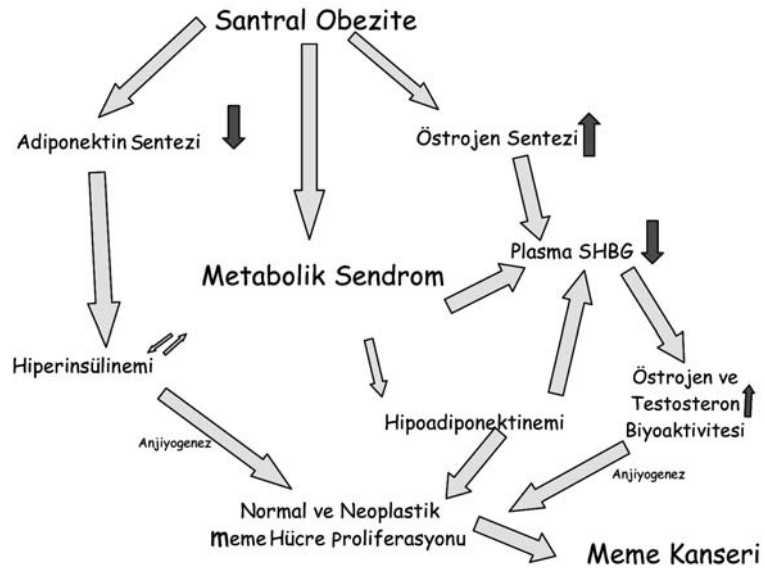 Santral Obezite
Adiponektin Sentezi
Östrojen Sentezi
Plasma SHBG
Metabolik Sendrom
Hiperinsülinemi
Östrojen ve
Testosteron
Biyoaktivitesi
Hipoadiponektinemi
Anjiyogenez
Anjiyogenez
Normal ve Neoplastik
meme Hücre Proliferasyonu
Meme Kanseri